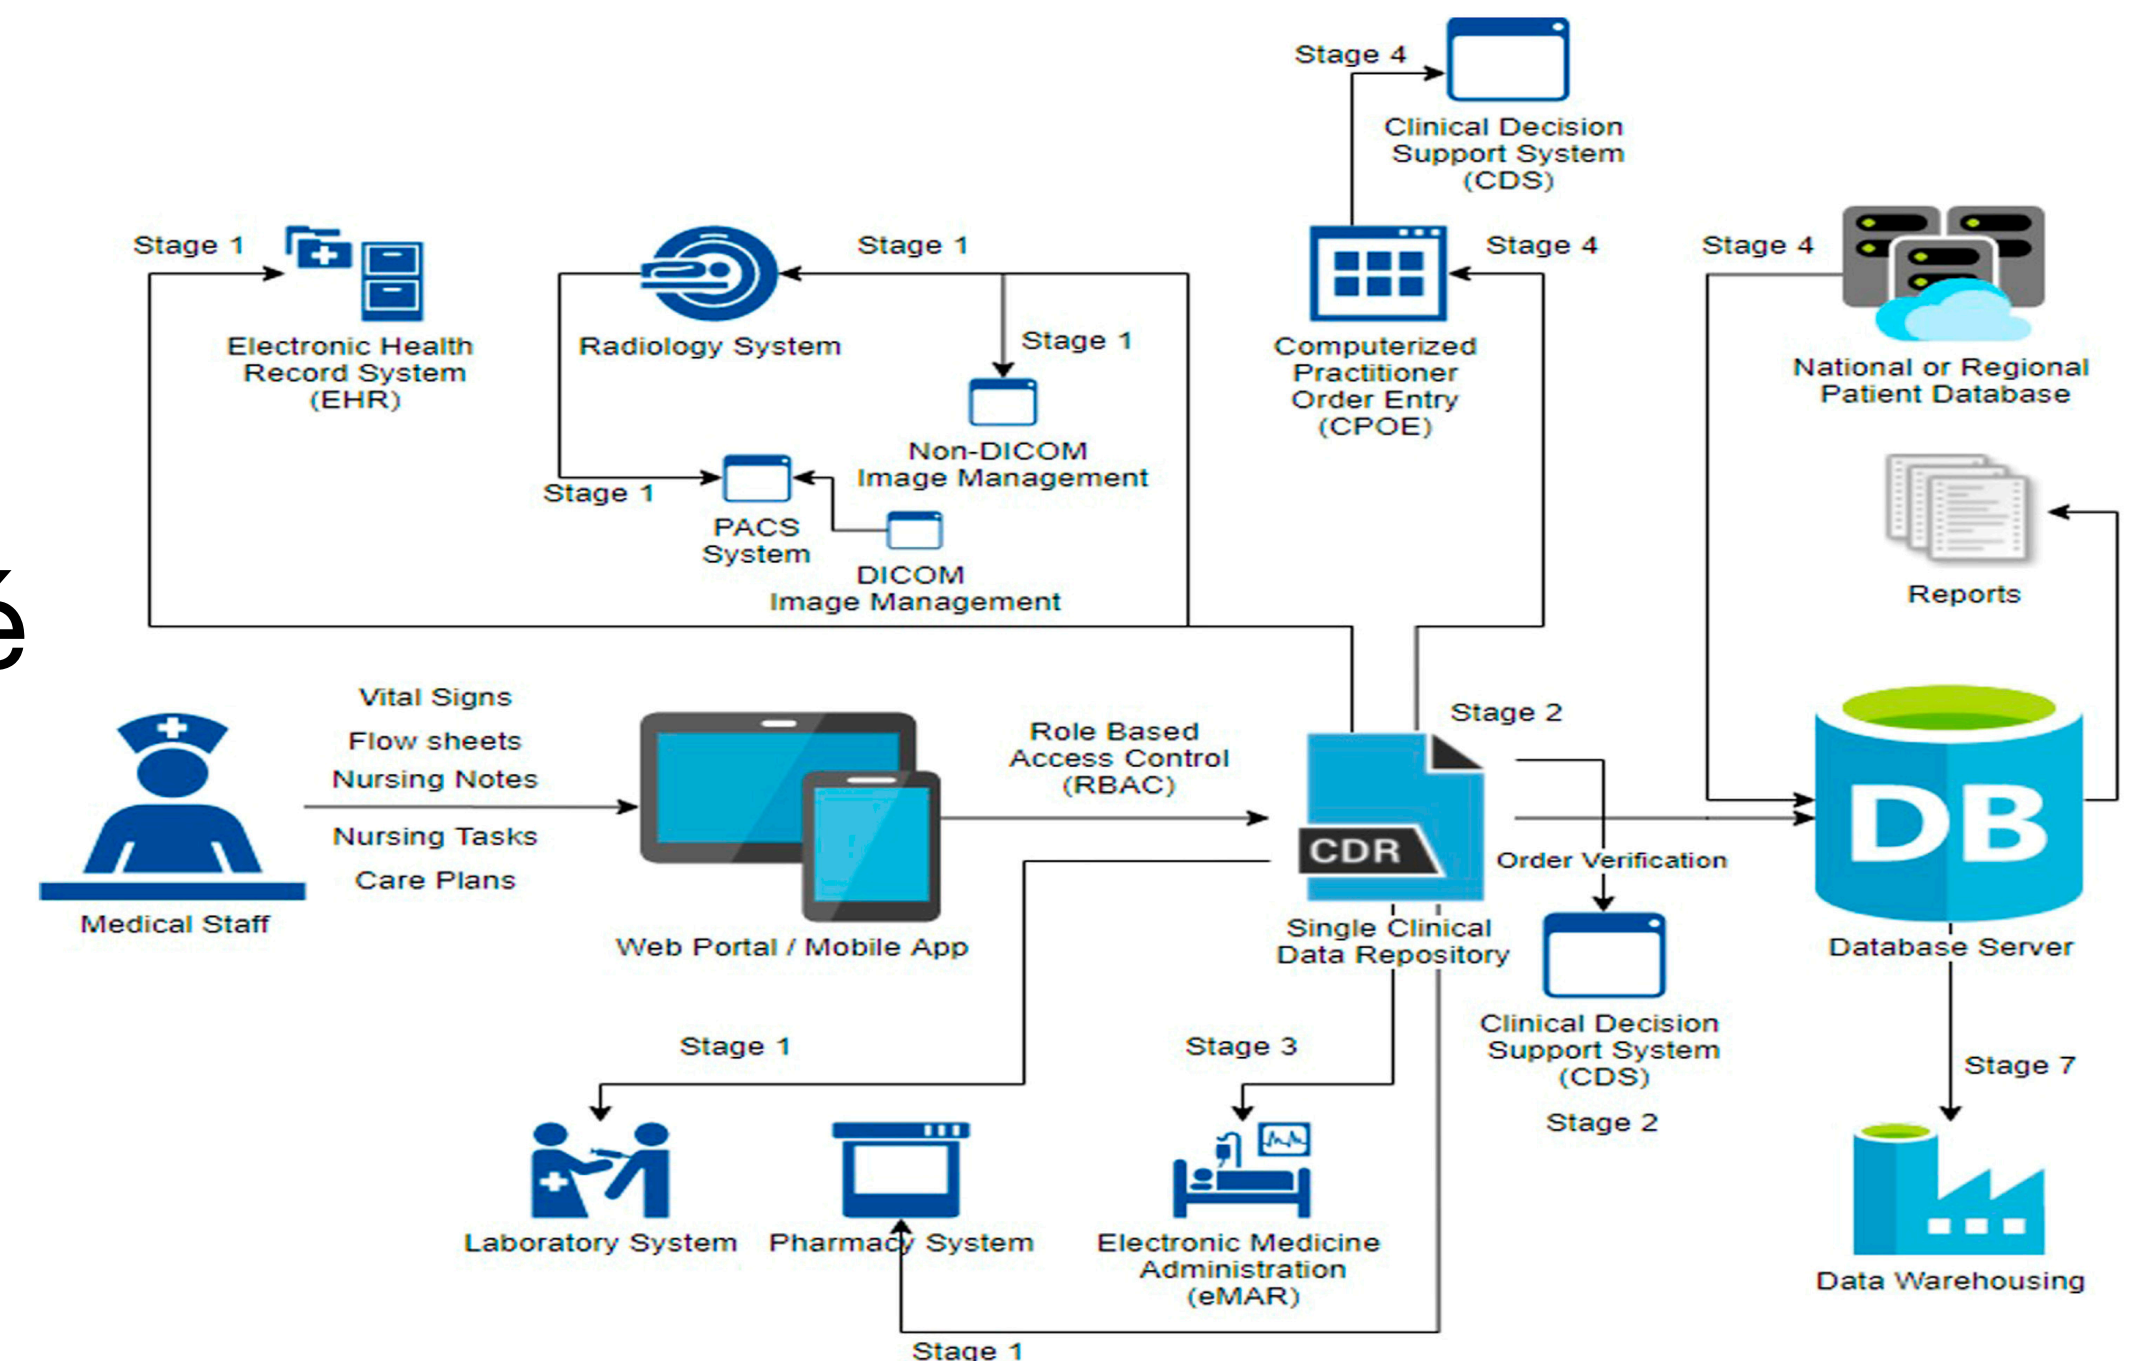 Stage 4
Clinical Decision
Support System
(CDS)
Stage 1
Electronic Health
Record System
(EHR)
Radiology System
Stage 1
Stage 1
Non-DICOM
Image Management
Stage 1
PACS
System
DICOM
Image Management
Computerized
Practitioner
Order Entry
(CPOE)
Stage 4
Stage 4
National or Regional
Patient Database
Reports
é
Vital Signs
Flow sheets
Nursing Notes
Nursing Tasks
Care Plans
Medical Staff
Web Portal / Mobile App
Role Based
Access Control
(RBAC)
Stage 2
CDR
Single Clinical
Data Repository
Order Verification
Clinical Decision
Support System
(CDS)
Stage 2
DB
Database Server
Stage 7
Data Warehousing
Stage 1
Laboratory System
Pharmacy System
Stage 3
Electronic Medicine
Administration
(eMAR)
Stage 1